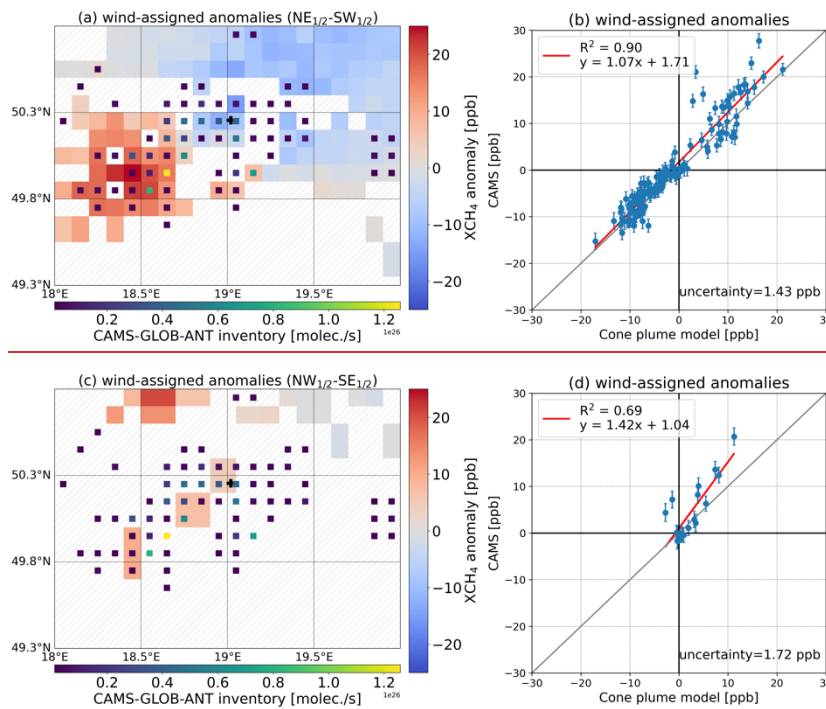 (a) wind-assigned anomalies (NE1/2-SW1/2)
50.3°N
49.8°N
49.3°N
18°E 18.5°E 19°E 19.5°E
0.2 0.4 0.6 0.8 1.0 1.2
1e26
CAMS-GLOB-ANT inventory [molec./s]
20
10
0
−10
−20
XCH4 anomaly [ppb]
(b) wind-assigned anomalies
R2 = 0.90
y = 1.07x + 1.71
30
20
10
0
−10
−20
−30
CAMS [ppb]
uncertainty=1.43 ppb
−30 −20 −10 0 10 20 30
Cone plume model [ppb]
(c) wind-assigned anomalies (NW1/2-SE1/2)
50.3°N
49.8°N
49.3°N
18°E 18.5°E 19°E 19.5°E
0.2 0.4 0.6 0.8 1.0 1.2
1e26
CAMS-GLOB-ANT inventory [molec./s]
20
10
0
−10
−20
XCH4 anomaly [ppb]
(d) wind-assigned anomalies
R2 = 0.69
y = 1.42x + 1.04
30
20
10
0
−10
−20
−30
CAMS [ppb]
uncertainty=1.72 ppb
−30 −20 −10 0 10 20 30
Cone plume model [ppb]